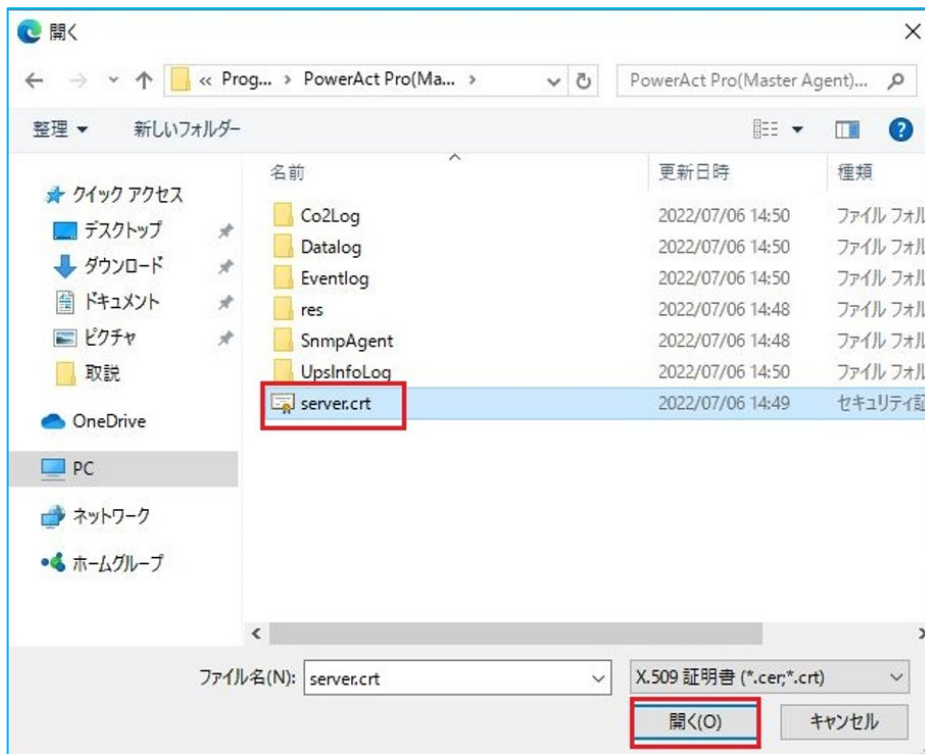 開く
« Prog... › PowerAct Pro(Ma... ›
PowerAct Pro(Master Agent)...
整理
新しいフォルダー
名前
更新日時
種類
クイック アクセス
デスクトップ
ダウンロード
ドキュメント
ピクチャ
取説
OneDrive
PC
ネットワーク
ホームグループ
Co2Log 2022/07/06 14:50 ファイル フォル
Datalog 2022/07/06 14:50 ファイル フォル
Eventlog 2022/07/06 14:50 ファイル フォル
res 2022/07/06 14:48 ファイル フォル
SnmpAgent 2022/07/06 14:48 ファイル フォル
UpsInfoLog 2022/07/06 14:50 ファイル フォル
server.crt 2022/07/06 14:49 セキュリティ証
ファイル名(N): server.crt
X.509 証明書 (*.cer;*.crt)
開く(O)
キャンセル